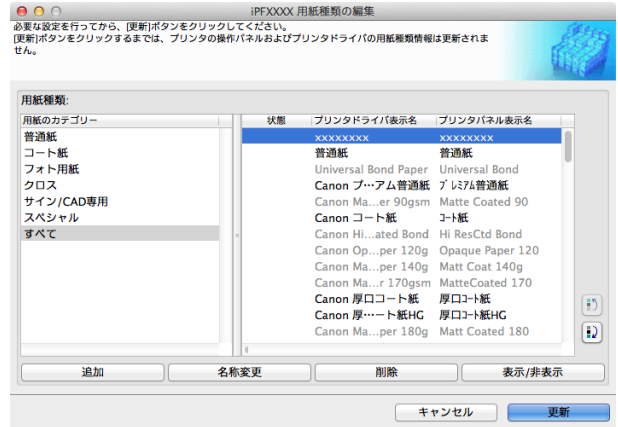 iPFXXXX 用紙種類の編集
必要な設定を行ってから、[更新]ボタンをクリックしてください。
[更新]ボタンをクリックするまでは、プリンタの操作パネルおよびプリンタドライバの用紙種類情報は更新されま
せん。
用紙種類:
用紙のカテゴリー
普通紙
コート紙
フォト用紙
クロス
サイン/CAD専用
スペシャル
すべて
状態 プリンタドライバ表示名 プリンタパネル表示名
xxxxxxxx xxxxxxxx
普通紙 普通紙
Universal Bond Paper Universal Bond
Canon プ…アム普通紙 プレミアム普通紙
Canon Ma…er 90gsm Matte Coated 90
Canon コート紙 コート紙
Canon Hi…ated Bond Hi ResCtd Bond
Canon Op…per 120g Opaque Paper 120
Canon Ma…per 140g Matt Coat 140g
Canon Ma…r 170gsm MatteCoated 170
Canon 厚口コート紙 厚口コート紙
Canon 厚…ート紙HG 厚口コート紙HG
Canon Ma…per 180g Matt Coated 180
追加 名称変更 削除 表示/非表示
キャンセル 更新